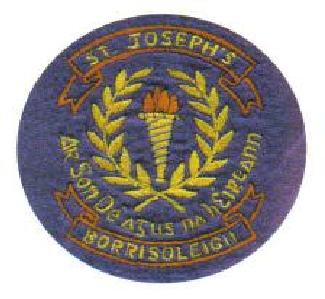 ST. JOSEPH'S
Ar Son Dé agus na hÉireann
BORRISOLEIGH